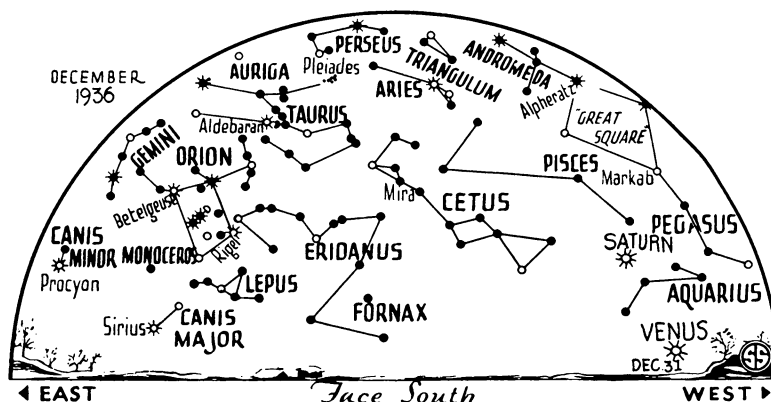 DECEMBER
1936
PERSEUS
Pleiades
AURIGA
TRIANGULUM
ANDROMEDA
ARIES
Alpheratz
TAURUS
Aldebaran
"GREAT
SQUARE"
GEMINI
ORION
PISCES
Markab
Mira
CETUS
Betelgeuse
PEGASUS
CANIS
MINOR
MONOCEROS
Rigel
ERIDANUS
SATURN
Procyon
LEPUS
AQUARIUS
FORNAX
Sirius
CANIS
MAJOR
VENUS
DEC. 31
SS
EAST
Face South
WEST